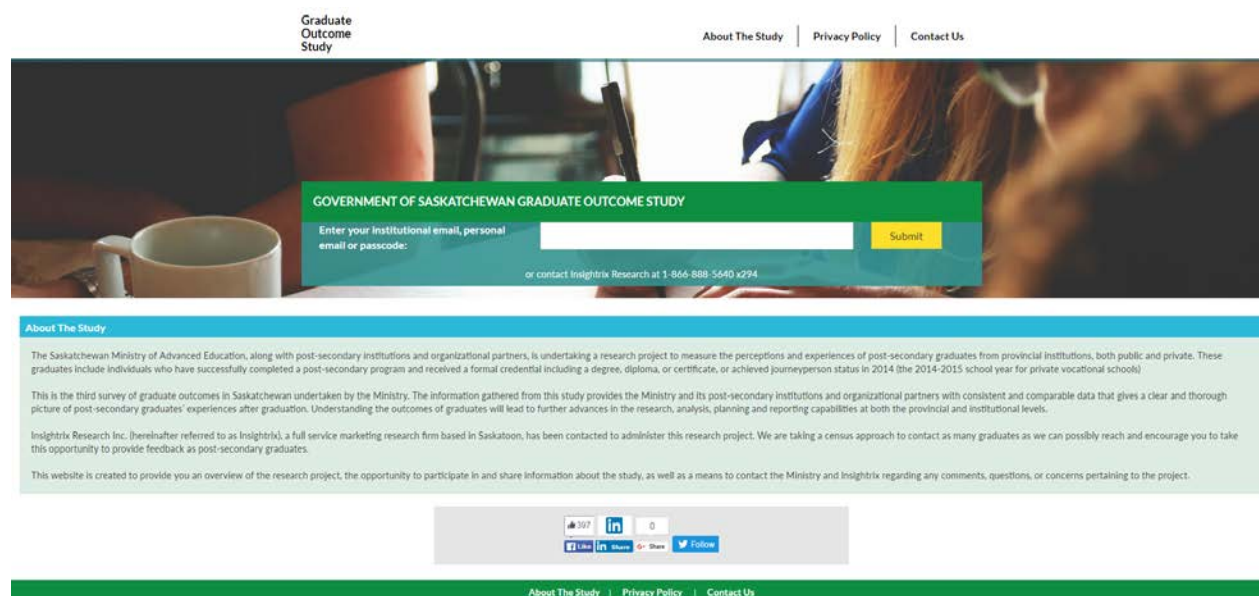 Graduate
Outcome
Study
About The Study
Privacy Policy
Contact Us
GOVERNMENT OF SASKATCHEWAN GRADUATE OUTCOME STUDY
Enter your institutional email, personal
email or passcode:
Submit
or contact Insightrix Research at 1-866-888-5640 x294
About The Study
The Saskatchewan Ministry of Advanced Education, along with post-secondary institutions and organizational partners, is undertaking a research project to measure the perceptions and experiences of post-secondary graduates from provincial institutions, both public and private. These
graduates include individuals who have successfully completed a post-secondary program and received a formal credential including a degree, diploma, or certificate, or achieved journeyperson status in 2014 (the 2014-2015 school year for private vocational schools)
This is the third survey of graduate outcomes in Saskatchewan undertaken by the Ministry. The information gathered from this study provides the Ministry and its post-secondary institutions and organizational partners with consistent and comparable data that gives a clear and thorough
picture of post-secondary graduates' experiences after graduation. Understanding the outcomes of graduates will lead to further advances in the research, analysis, planning and reporting capabilities at both the provincial and institutional levels.
Insightrix Research Inc. (hereinafter referred to as Insightrix), a full service marketing research firm based in Saskatoon, has been contacted to administer this research project. We are taking a census approach to contact as many graduates as we can possibly reach and encourage you to take
this opportunity to provide feedback as post-secondary graduates.
This website is created to provide you an overview of the research project, the opportunity to participate in and share information about the study, as well as a means to contact the Ministry and Insightrix regarding any comments, questions, or concerns pertaining to the project.
397 in 0
Like in Share G+ Share Follow
About The Study | Privacy Policy | Contact Us